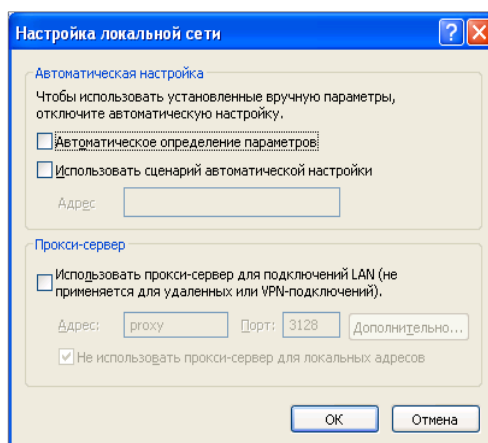 Настройка локальной сети
Автоматическая настройка
Чтобы использовать установленные вручную параметры,
отключите автоматическую настройку.
Автоматическое определение параметров
Использовать сценарий автоматической настройки
Адрес
Прокси-сервер
Использовать прокси-сервер для подключений LAN (не
применяется для удаленных или VPN-подключений).
Адрес: proxy Порт: 3128 Дополнительно...
Не использовать прокси-сервер для локальных адресов
ОК Отмена